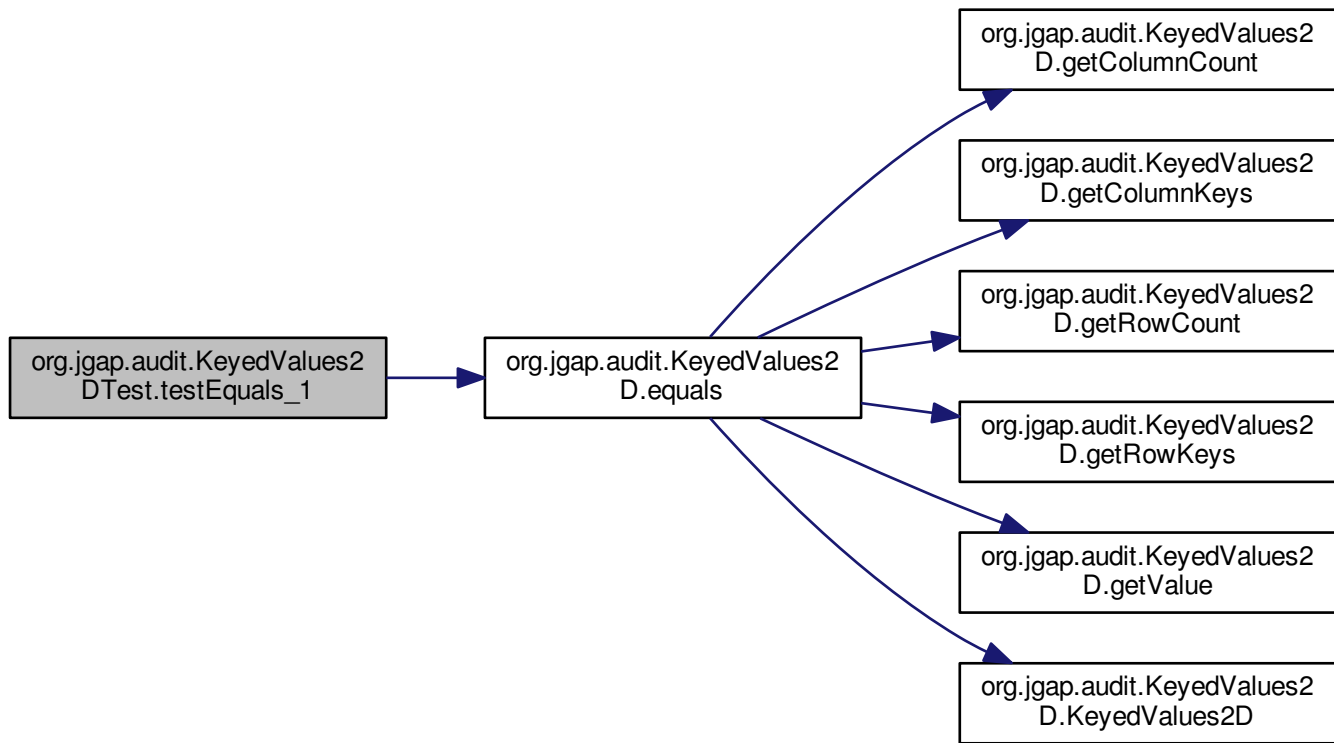 org.jgap.audit.KeyedValues2
DTest.testEquals_1
org.jgap.audit.KeyedValues2
D.equals
org.jgap.audit.KeyedValues2
D.getColumnCount
org.jgap.audit.KeyedValues2
D.getColumnKeys
org.jgap.audit.KeyedValues2
D.getRowCount
org.jgap.audit.KeyedValues2
D.getRowKeys
org.jgap.audit.KeyedValues2
D.getValue
org.jgap.audit.KeyedValues2
D.KeyedValues2D